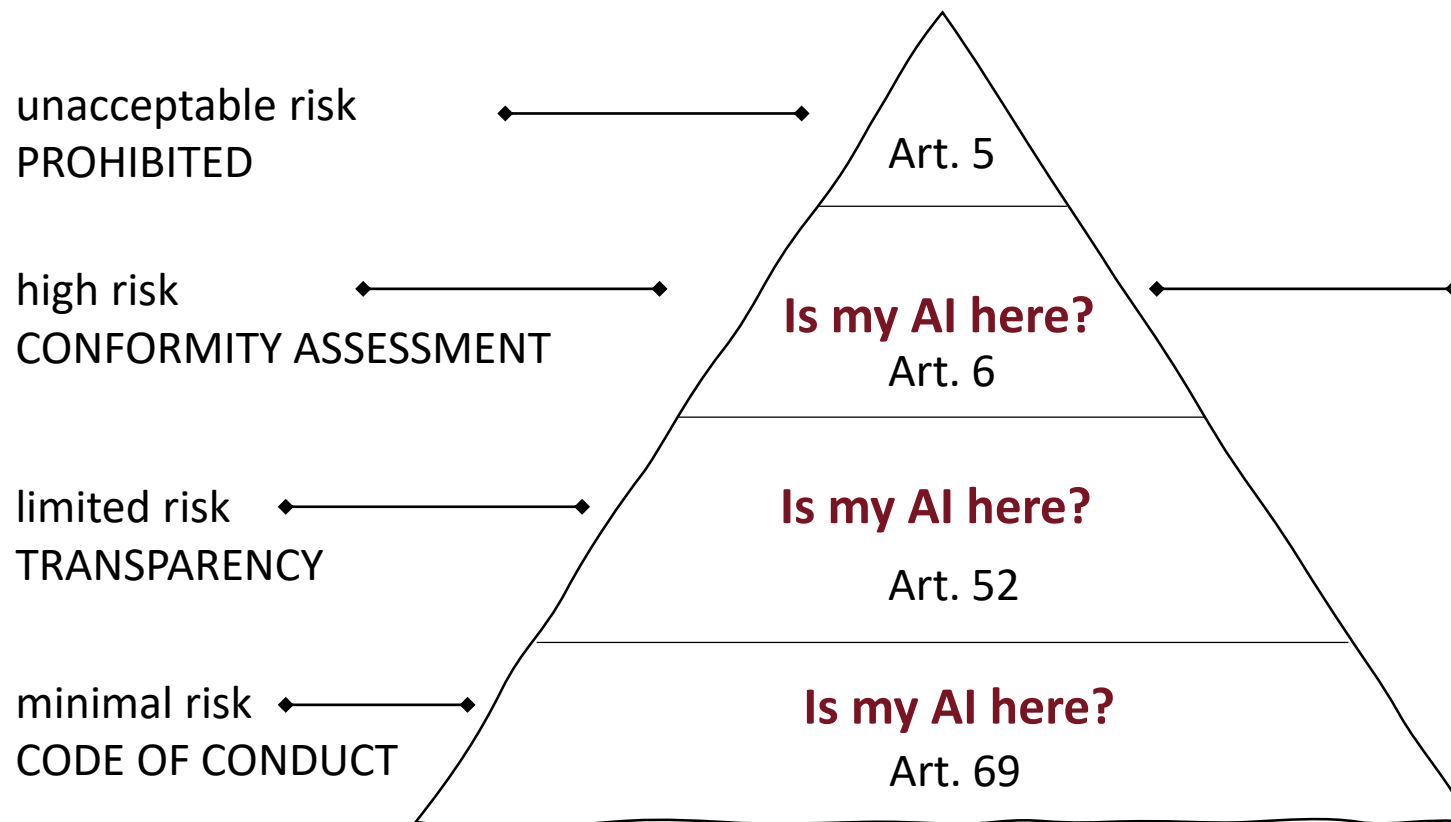 unacceptable risk
PROHIBITED
Art. 5
high risk
CONFORMITY ASSESSMENT
Is my AI here?
Art. 6
limited risk
TRANSPARENCY
Is my AI here?
Art. 52
minimal risk
CODE OF CONDUCT
Is my AI here?
Art. 69